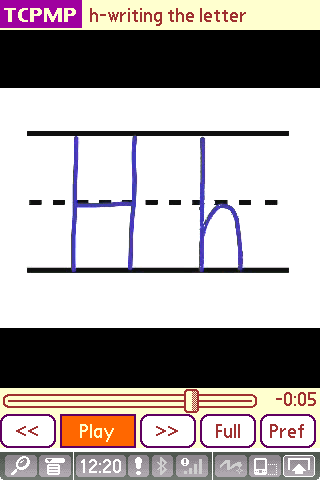 TCPMP h-writing the letter
Hh
-0:05
<< Play >> Full Pref
12:20